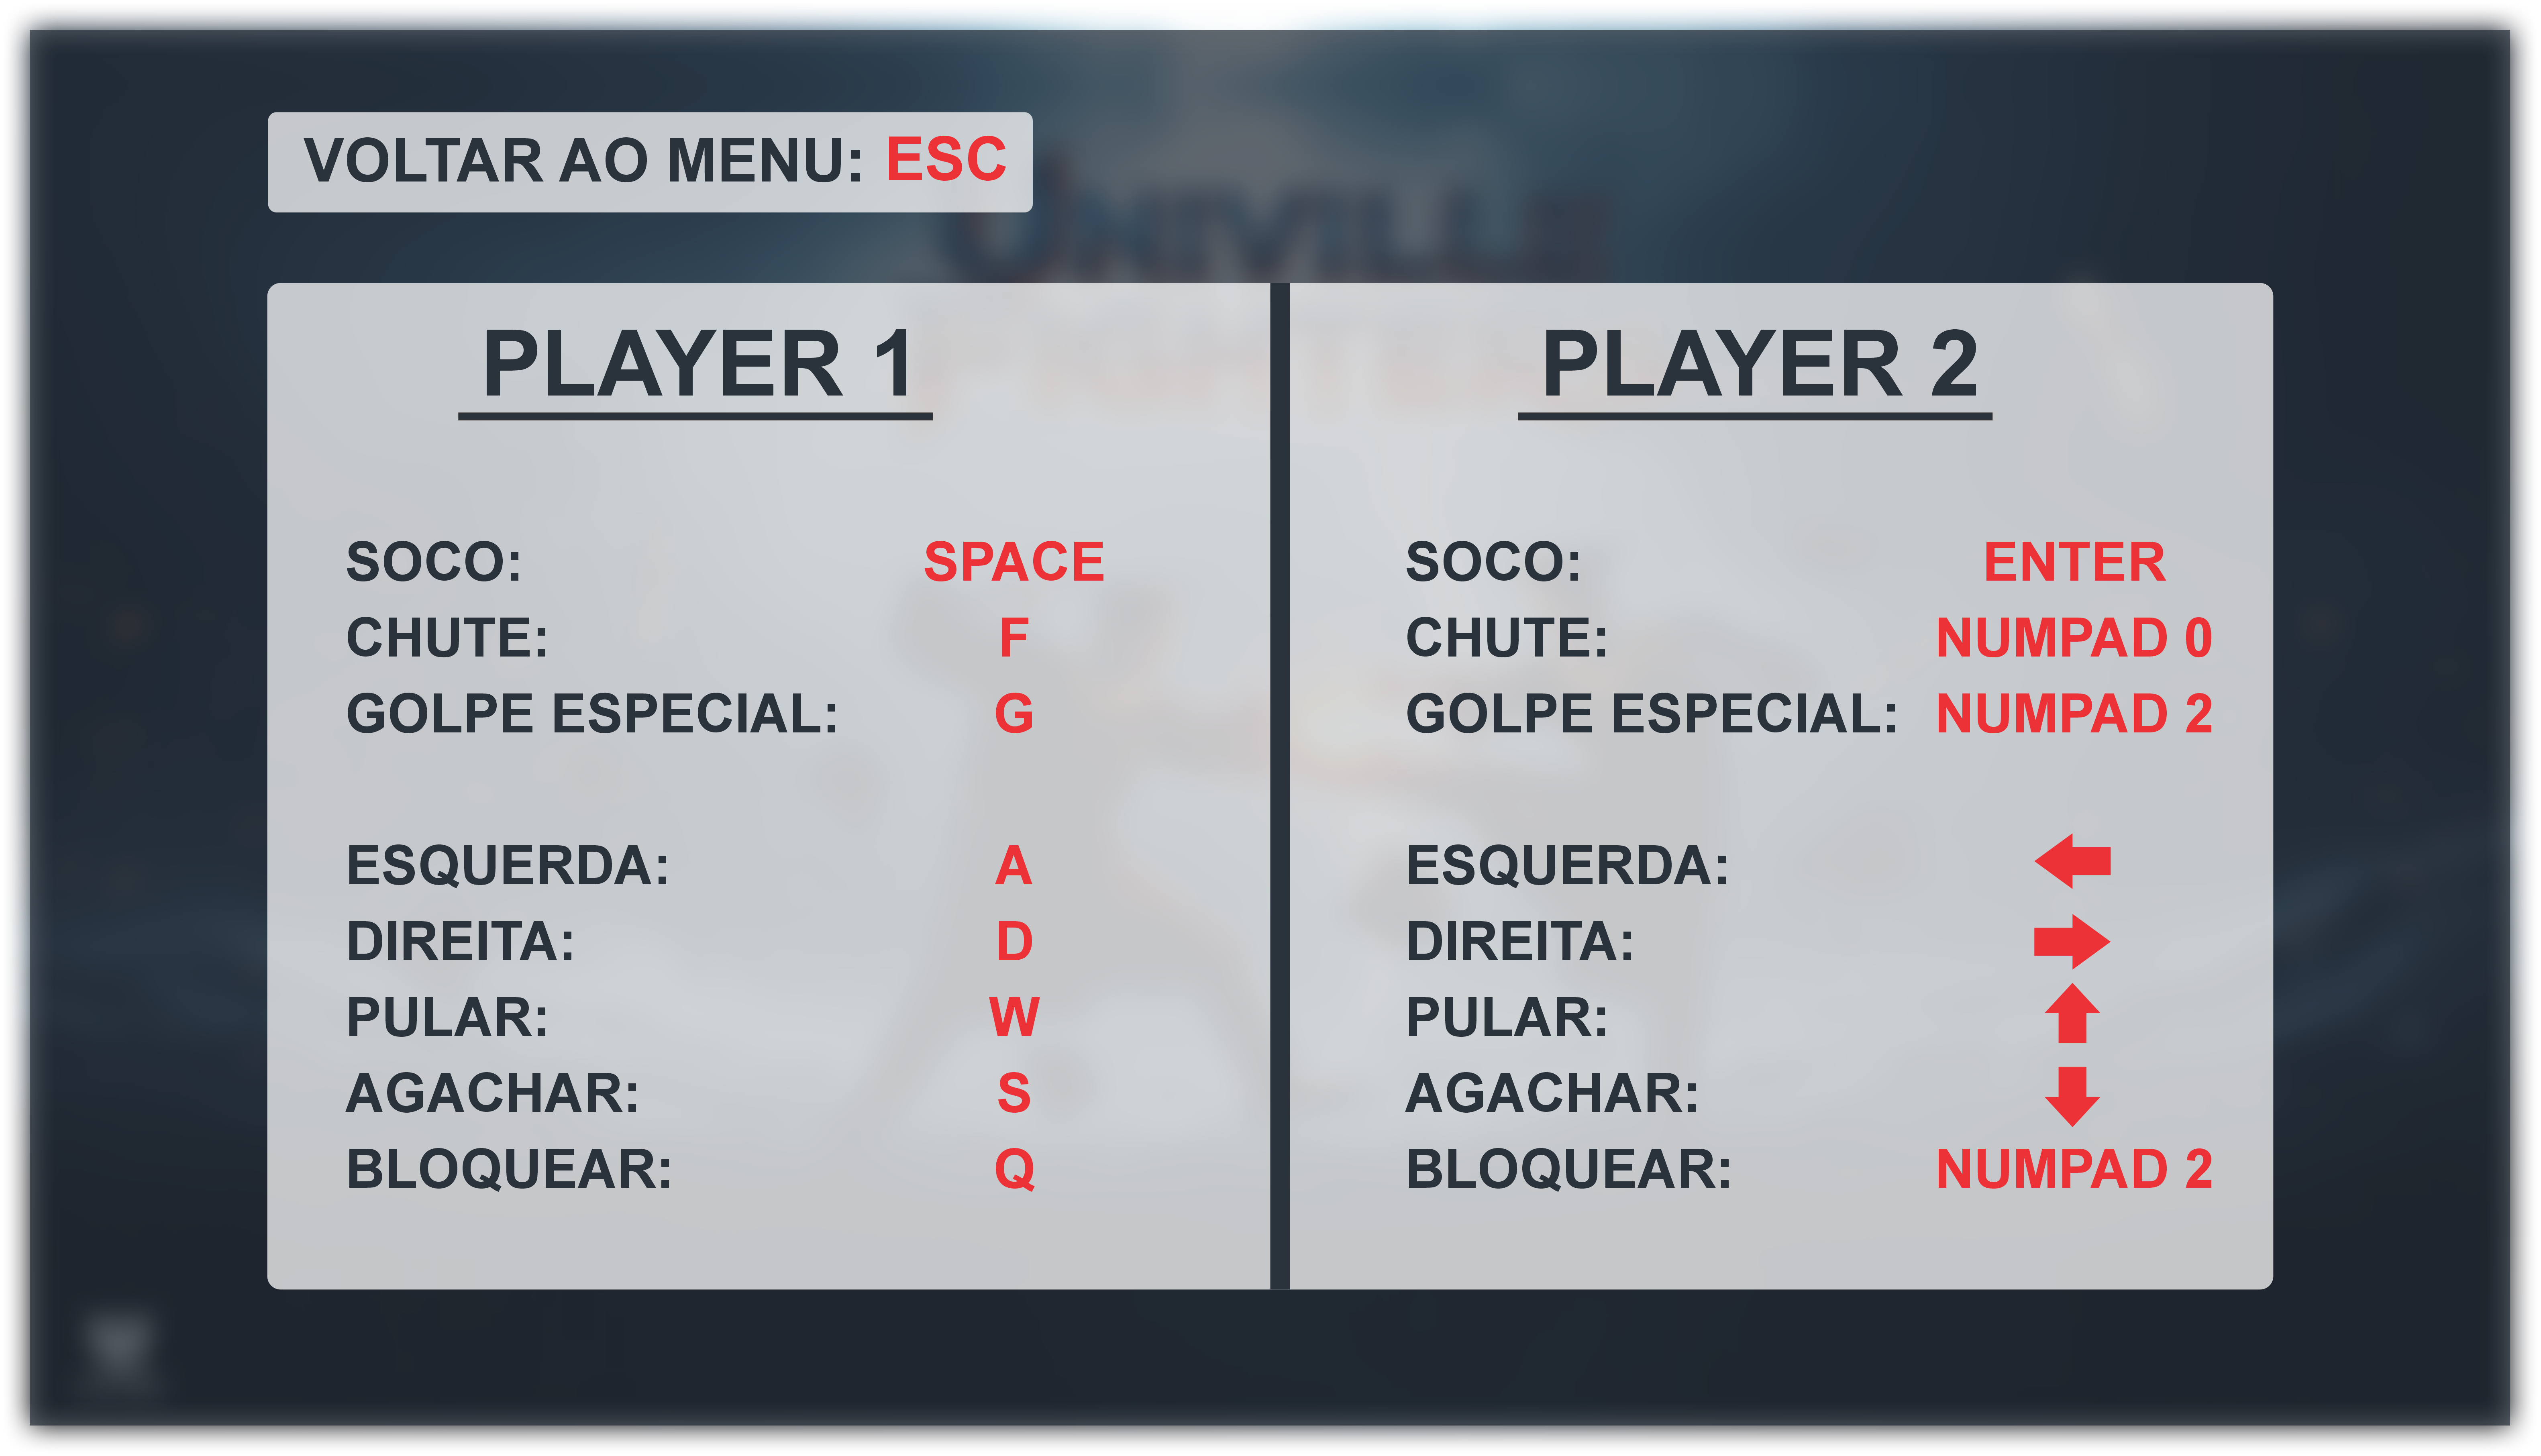 VOLTAR AO MENU: ESC
UNIVILLE
PLAYER 1
SOCO: SPACE
CHUTE: F
GOLPE ESPECIAL: G
ESQUERDA: A
DIREITA: D
PULAR: W
AGACHAR: S
BLOQUEAR: Q
PLAYER 2
SOCO: ENTER
CHUTE: NUMPAD 0
GOLPE ESPECIAL: NUMPAD 2
ESQUERDA:
DIREITA:
PULAR:
AGACHAR:
BLOQUEAR: NUMPAD 2